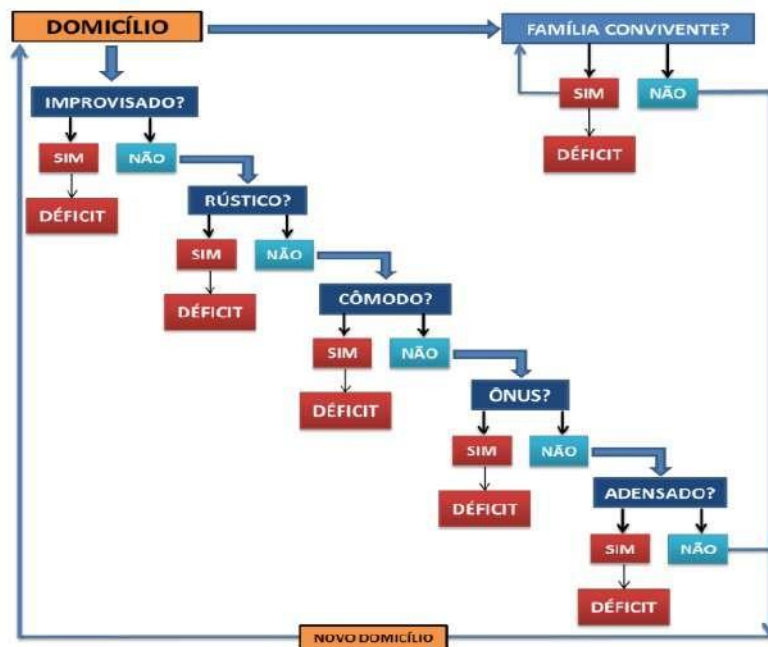 DOMICÍLIO
FAMÍLIA CONVIVENTE?
IMPROVISADO?
SIM
NÃO
DÉFICIT
SIM
NÃO
DÉFICIT
RÚSTICO?
SIM
NÃO
DÉFICIT
CÔMODO?
SIM
NÃO
DÉFICIT
ÔNUS?
SIM
NÃO
DÉFICIT
ADENSADO?
SIM
NÃO
DÉFICIT
NOVO DOMICÍLIO